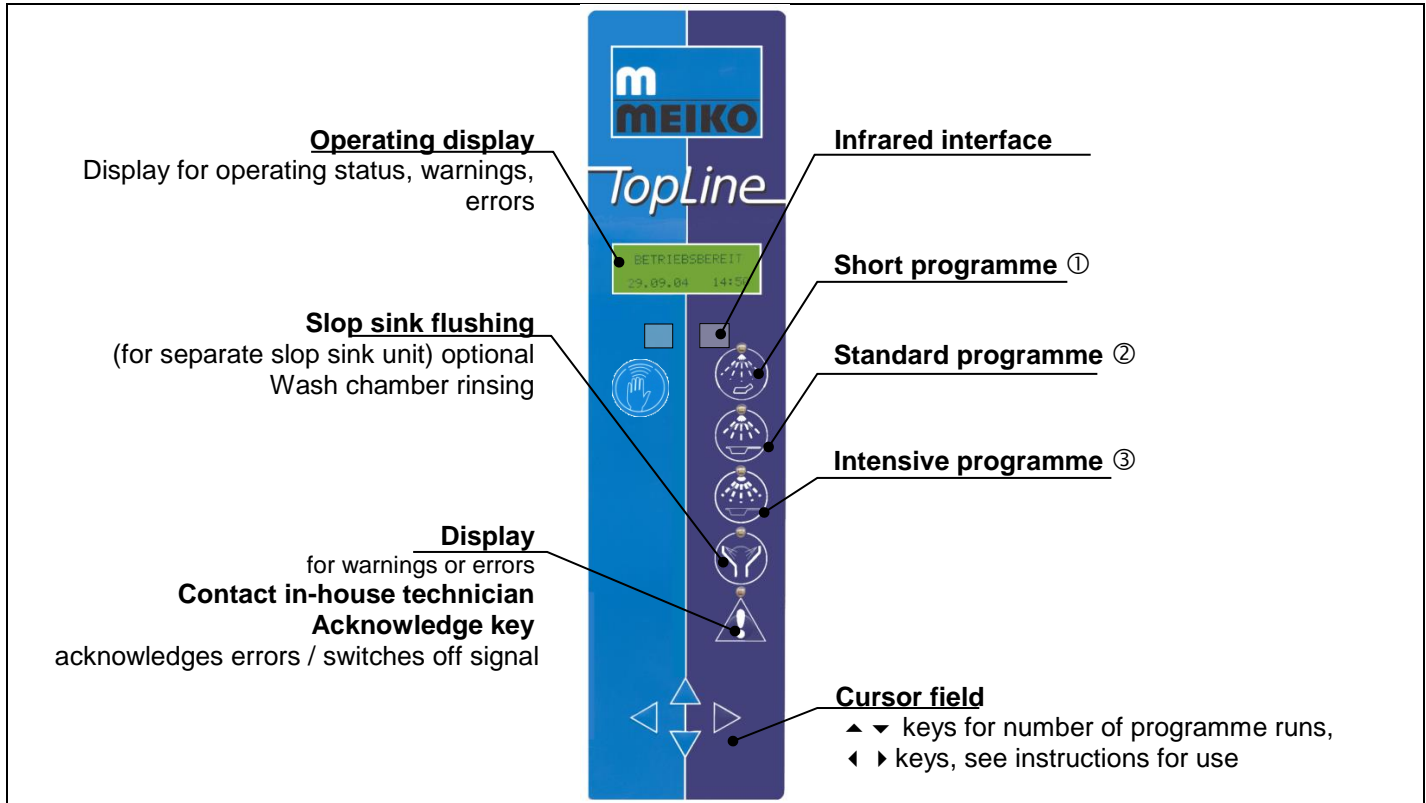 m
MEIKO
TopLine
BETRIEBSBEREIT
29.09.04 14:50
Operating display
Display for operating status, warnings,
errors
Slop sink flushing
(for separate slop sink unit) optional
Wash chamber rinsing
Display
for warnings or errors
Contact in-house technician
Acknowledge key
acknowledges errors / switches off signal
Infrared interface
Short programme ①
Standard programme ②
Intensive programme ③
Cursor field
▲ ▼ keys for number of programme runs,
◀ ▶ keys, see instructions for use